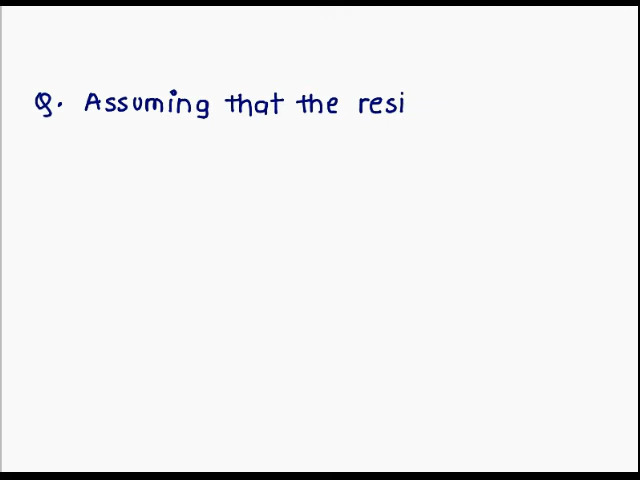 Q. Assuming that the resi